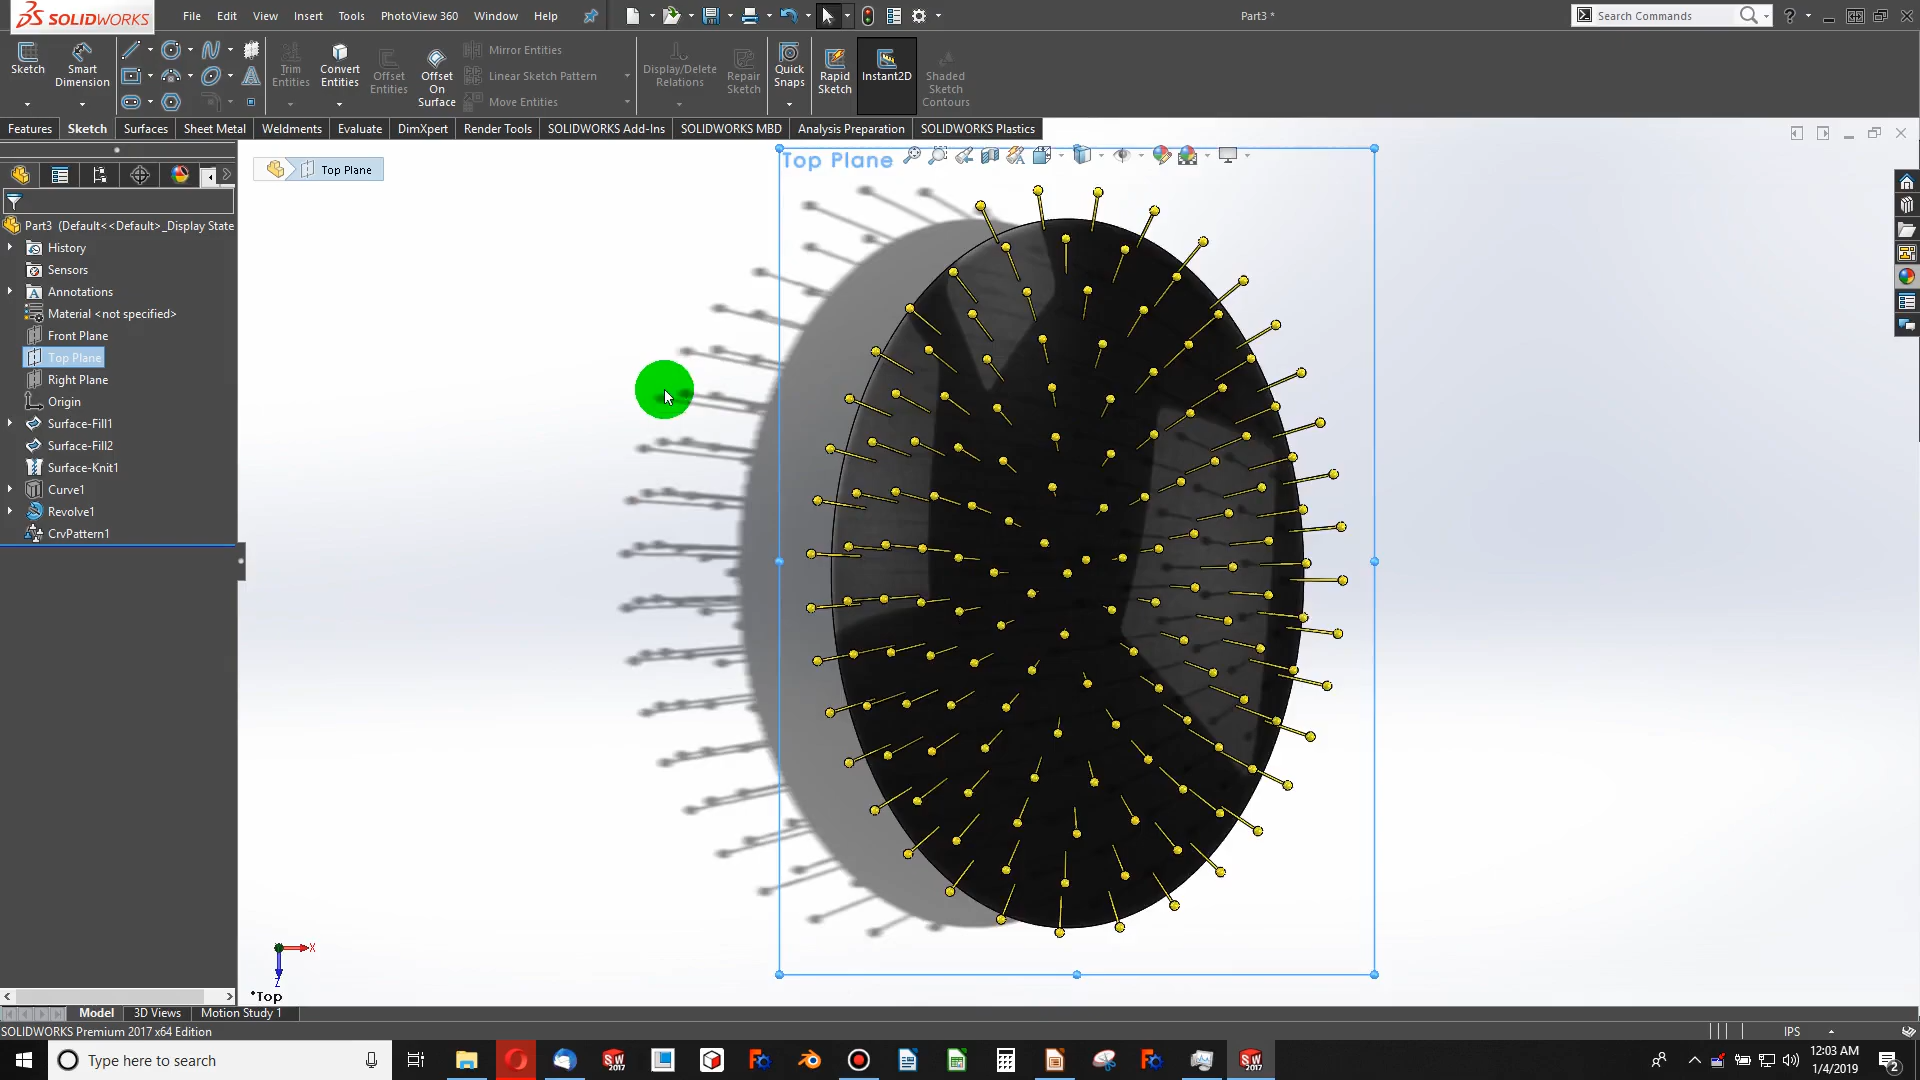 SOLIDWORKS
File Edit View Insert Tools PhotoView 360 Window Help
Part3 *
Search Commands
Sketch
Smart Dimension
Trim Entities
Convert Entities
Offset Entities
Offset On Surface
Mirror Entities
Linear Sketch Pattern
Move Entities
Display/Delete Relations
Repair Sketch
Quick Snaps
Rapid Sketch
Instant2D
Shaded Sketch Contours
Features Sketch Surfaces Sheet Metal Weldments Evaluate DimXpert Render Tools SOLIDWORKS Add-Ins SOLIDWORKS MBD Analysis Preparation SOLIDWORKS Plastics
Top Plane
Top Plane
Part3 (Default<<Default>_Display State
History
Sensors
Annotations
Material <not specified>
Front Plane
Top Plane
Right Plane
Origin
Surface-Fill1
Surface-Fill2
Surface-Knit1
Curve1
Revolve1
CrvPattern1
X
Z
*Top
Model 3D Views Motion Study 1
SOLIDWORKS Premium 2017 x64 Edition
IPS
Type here to search
SW 2017
SW 2017
12:03 AM
1/4/2019
2